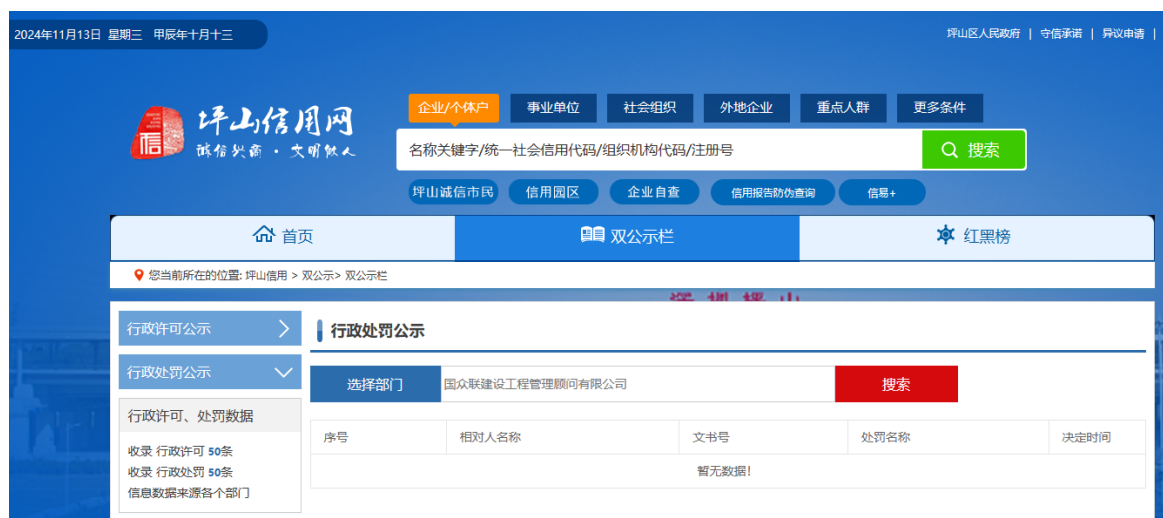 2024年11月13日 星期三 甲辰年十月十三
坪山区人民政府 | 守信承诺 | 异议申请 |
企业/个体户 事业单位 社会组织 外地企业 重点人群 更多条件
坪山信用网
诚信兴商·文明做人
信
名称关键字/统一社会信用代码/组织机构代码/注册号 搜索
坪山诚信市民 信用园区 企业自查 信用报告防伪查询 信易+
首页 双公示栏 红黑榜
您当前所在的位置: 坪山信用 > 双公示> 双公示栏
行政许可公示
行政处罚公示
行政许可、处罚数据
收录 行政许可 50条
收录 行政处罚 50条
信息数据来源各个部门
行政处罚公示
选择部门 国众联建设工程管理顾问有限公司 搜索
序号 相对人名称 文书号 处罚名称 决定时间
暂无数据!